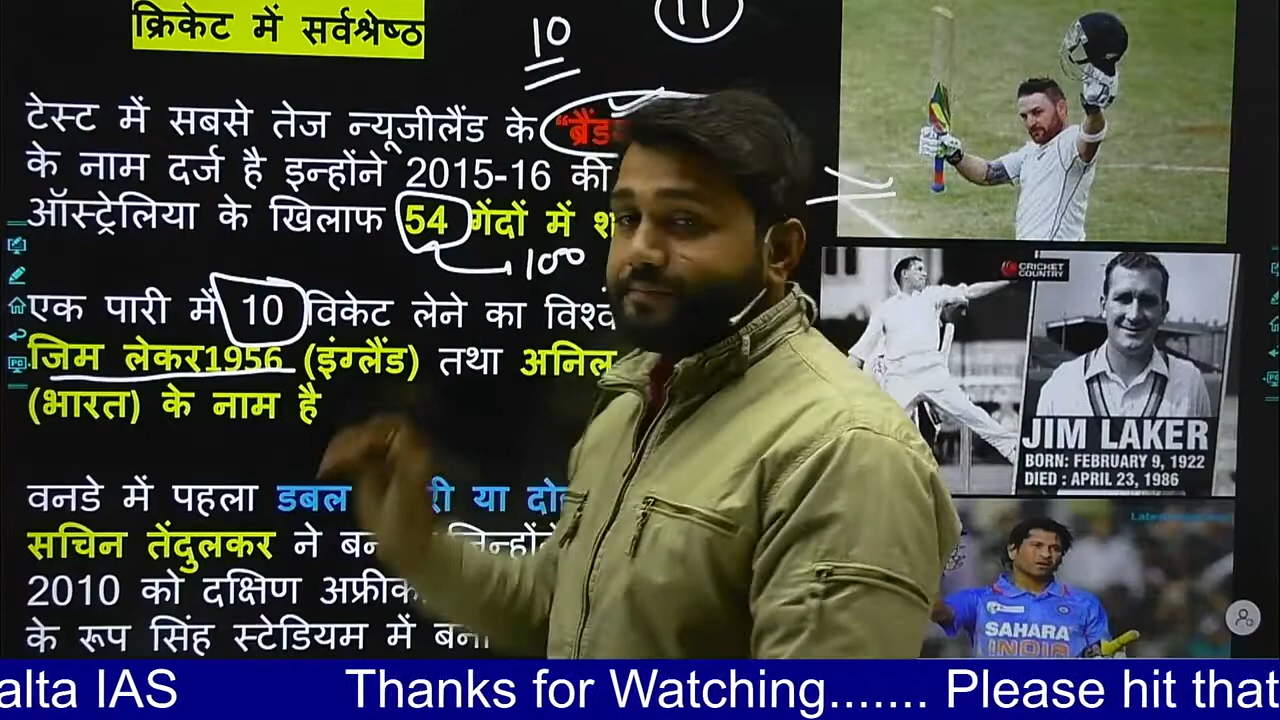 क्रिकेट में सर्वश्रेष्ठ
10
11
टेस्ट में सबसे तेज न्यूजीलैंड के
के नाम दर्ज है इन्होंने 2015-16 की
ऑस्ट्रेलिया के खिलाफ 54 गेंदों में
100
एक पारी में 10 विकेट लेने का
जिम लेकर1956 (इंग्लैंड) तथा अनिल
(भारत) के नाम है
वनडे में पहला डबल या
सचिन तेंदुलकर ने
2010 को दक्षिण
के रूप सिंह स्टेडियम में
CRICKET COUNTRY
JIM LAKER
BORN: FEBRUARY 9, 1922
DIED : APRIL 23, 1986
SAHARA
INDIA
alta IAS Thanks for Watching....... Please hit that